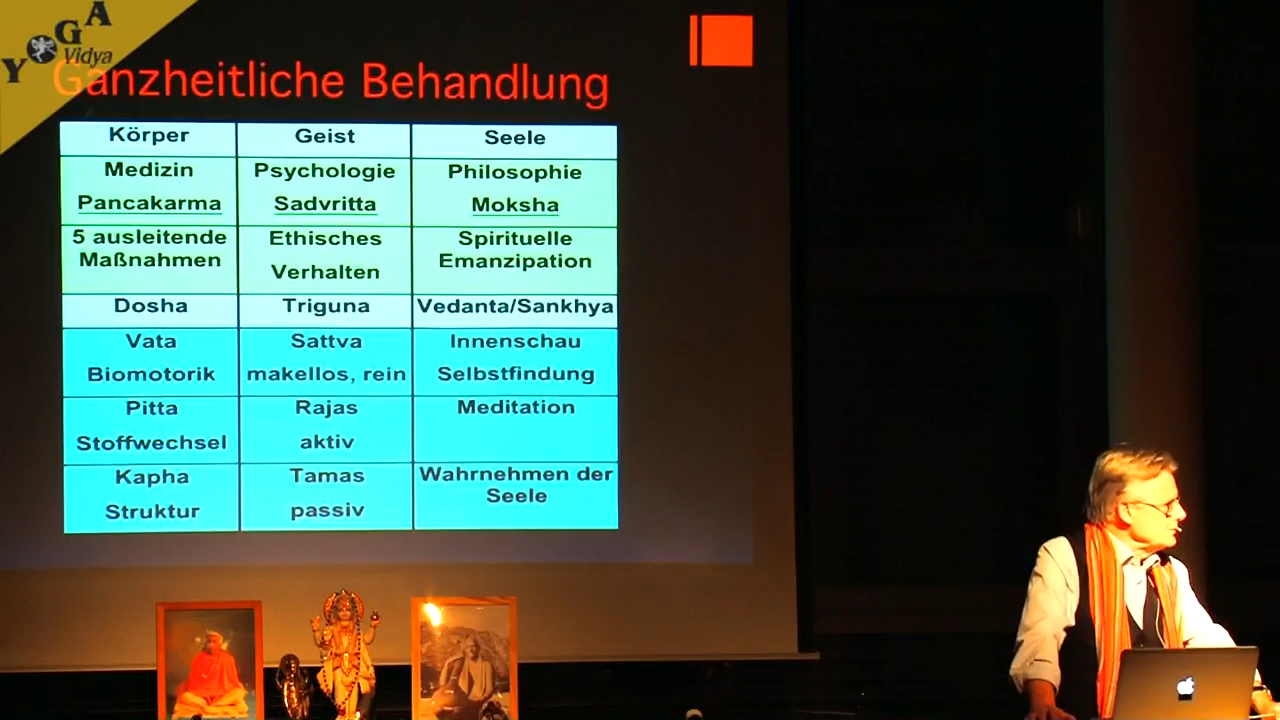 YOGA
Vidya
Ganzheitliche Behandlung
Körper Geist Seele
Medizin Psychologie Philosophie
Pancakarma Sadvritta Moksha
5 ausleitende Ethisches Spirituelle
Maßnahmen Verhalten Emanzipation
Dosha Triguna Vedanta/Sankhya
Vata Sattva Innenschau
Biomotorik makellos, rein Selbstfindung
Pitta Rajas Meditation
Stoffwechsel aktiv
Kapha Tamas Wahrnehmen der
Struktur passiv Seele